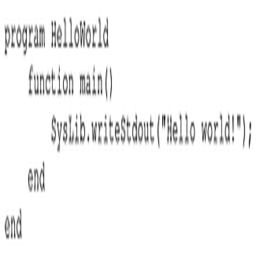 program HelloWorld
    function main()
        SysLib.writeStdout("Hello world!");
    end
end